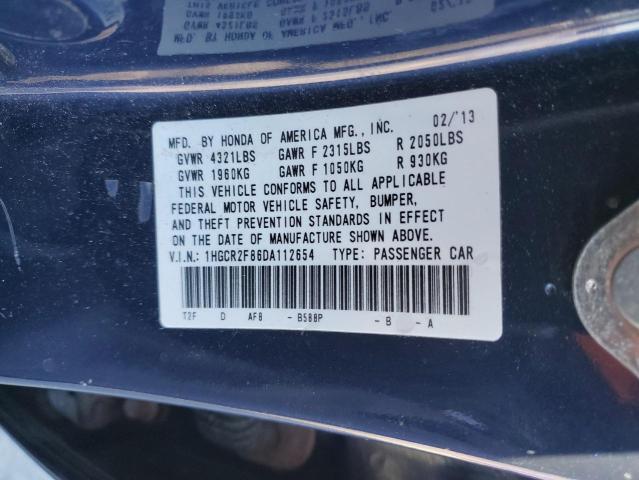 02/'13
MFD. BY HONDA OF AMERICA MFG., INC.
GVWR 4321LBS GAWR F 2315LBS R 2050LBS
GVWR 1960KG GAWR F 1050KG R 930KG
THIS VEHICLE CONFORMS TO ALL APPLICABLE
FEDERAL MOTOR VEHICLE SAFETY, BUMPER,
AND THEFT PREVENTION STANDARDS IN EFFECT
ON THE DATE OF MANUFACTURE SHOWN ABOVE.
V.I.N.: 1HGCR2F86DA112654 TYPE: PASSENGER CAR
T2F D AF8 - B588P - B - A